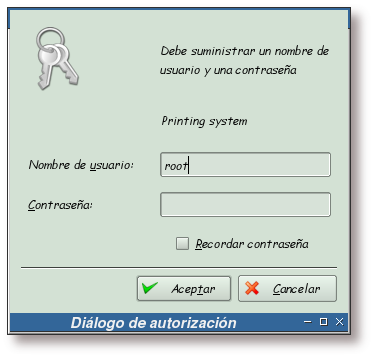 Debe suministrar un nombre de
usuario y una contraseña
Printing system
Nombre de usuario: root
Contraseña:
Recordar contraseña
Aceptar Cancelar
Diálogo de autorización